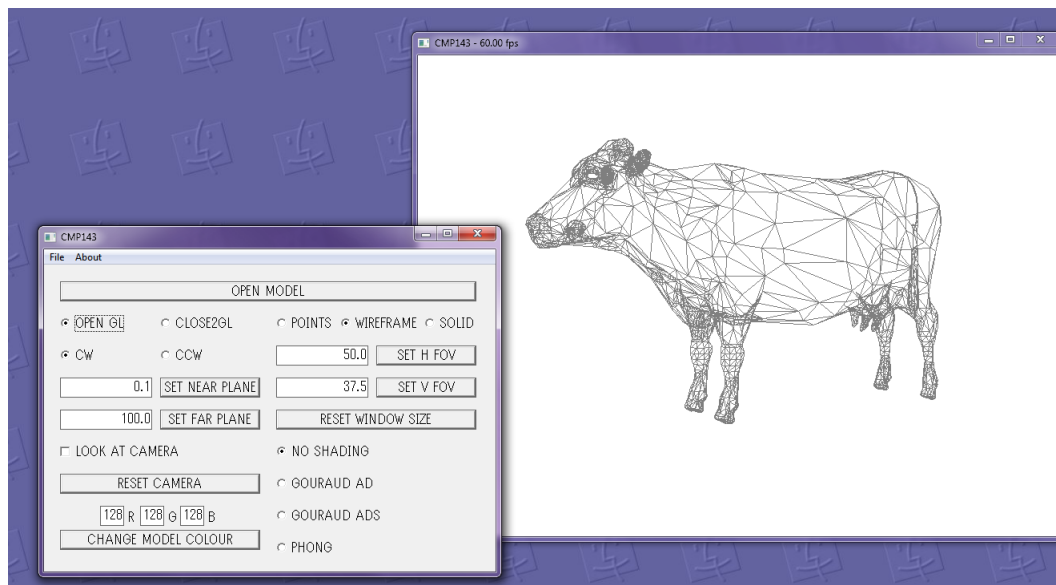 CMP143 - 60.00 fps
CMP143
File About
OPEN MODEL
OPEN GL CLOSE2GL POINTS WIREFRAME SOLID
CW CCW 50.0 SET H FOV
0.1 SET NEAR PLANE 37.5 SET V FOV
100.0 SET FAR PLANE RESET WINDOW SIZE
LOOK AT CAMERA NO SHADING
RESET CAMERA GOURAUD AD
128 R 128 G 128 B GOURAUD ADS
CHANGE MODEL COLOUR PHONG